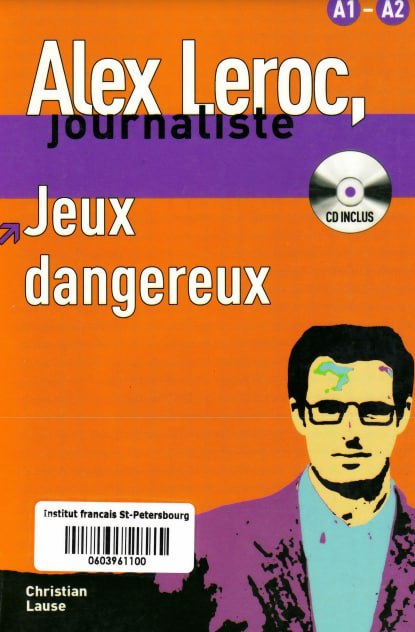 A1 - A2
Alex Leroc,
journaliste
CD INCLUS
Jeux
dangereux
Institut francais St-Petersbourg
0603961100
Christian
Lause